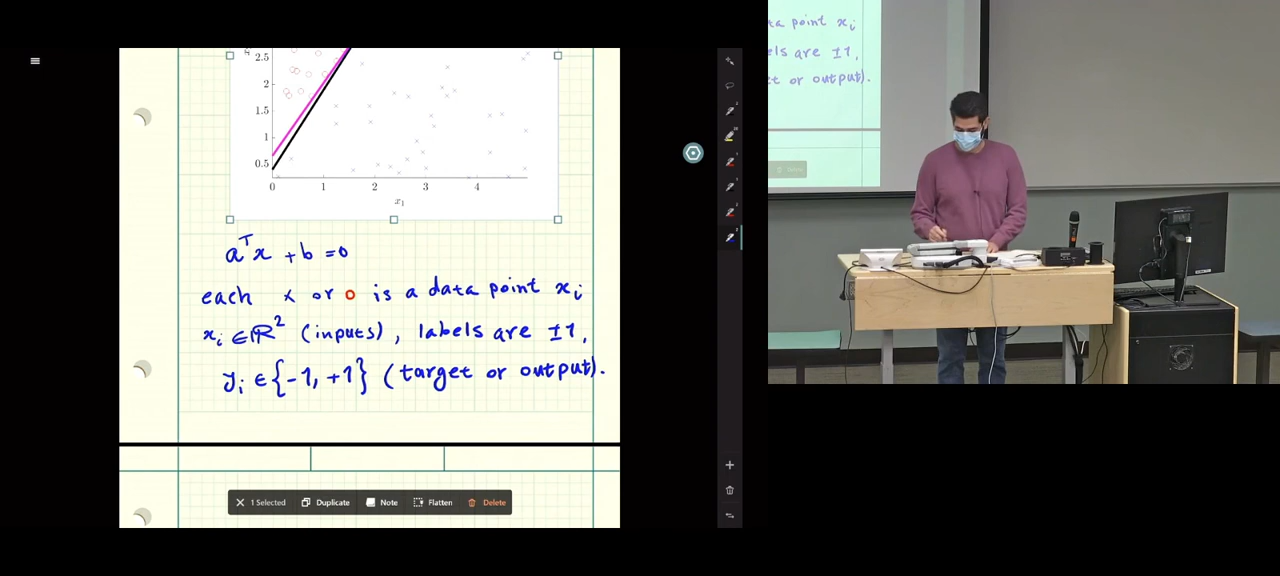 2.5
2
1.5
1
0.5
0 1 2 3 4
x₁
aᵀx + b = 0
each x or o is a data point xᵢ
xᵢ ∈ ℝ² (inputs), labels are ±1,
yᵢ ∈ {-1, +1} (target or output).
1 Selected Duplicate Note Flatten Delete
ta point xᵢ
els are ±1,
t or output).